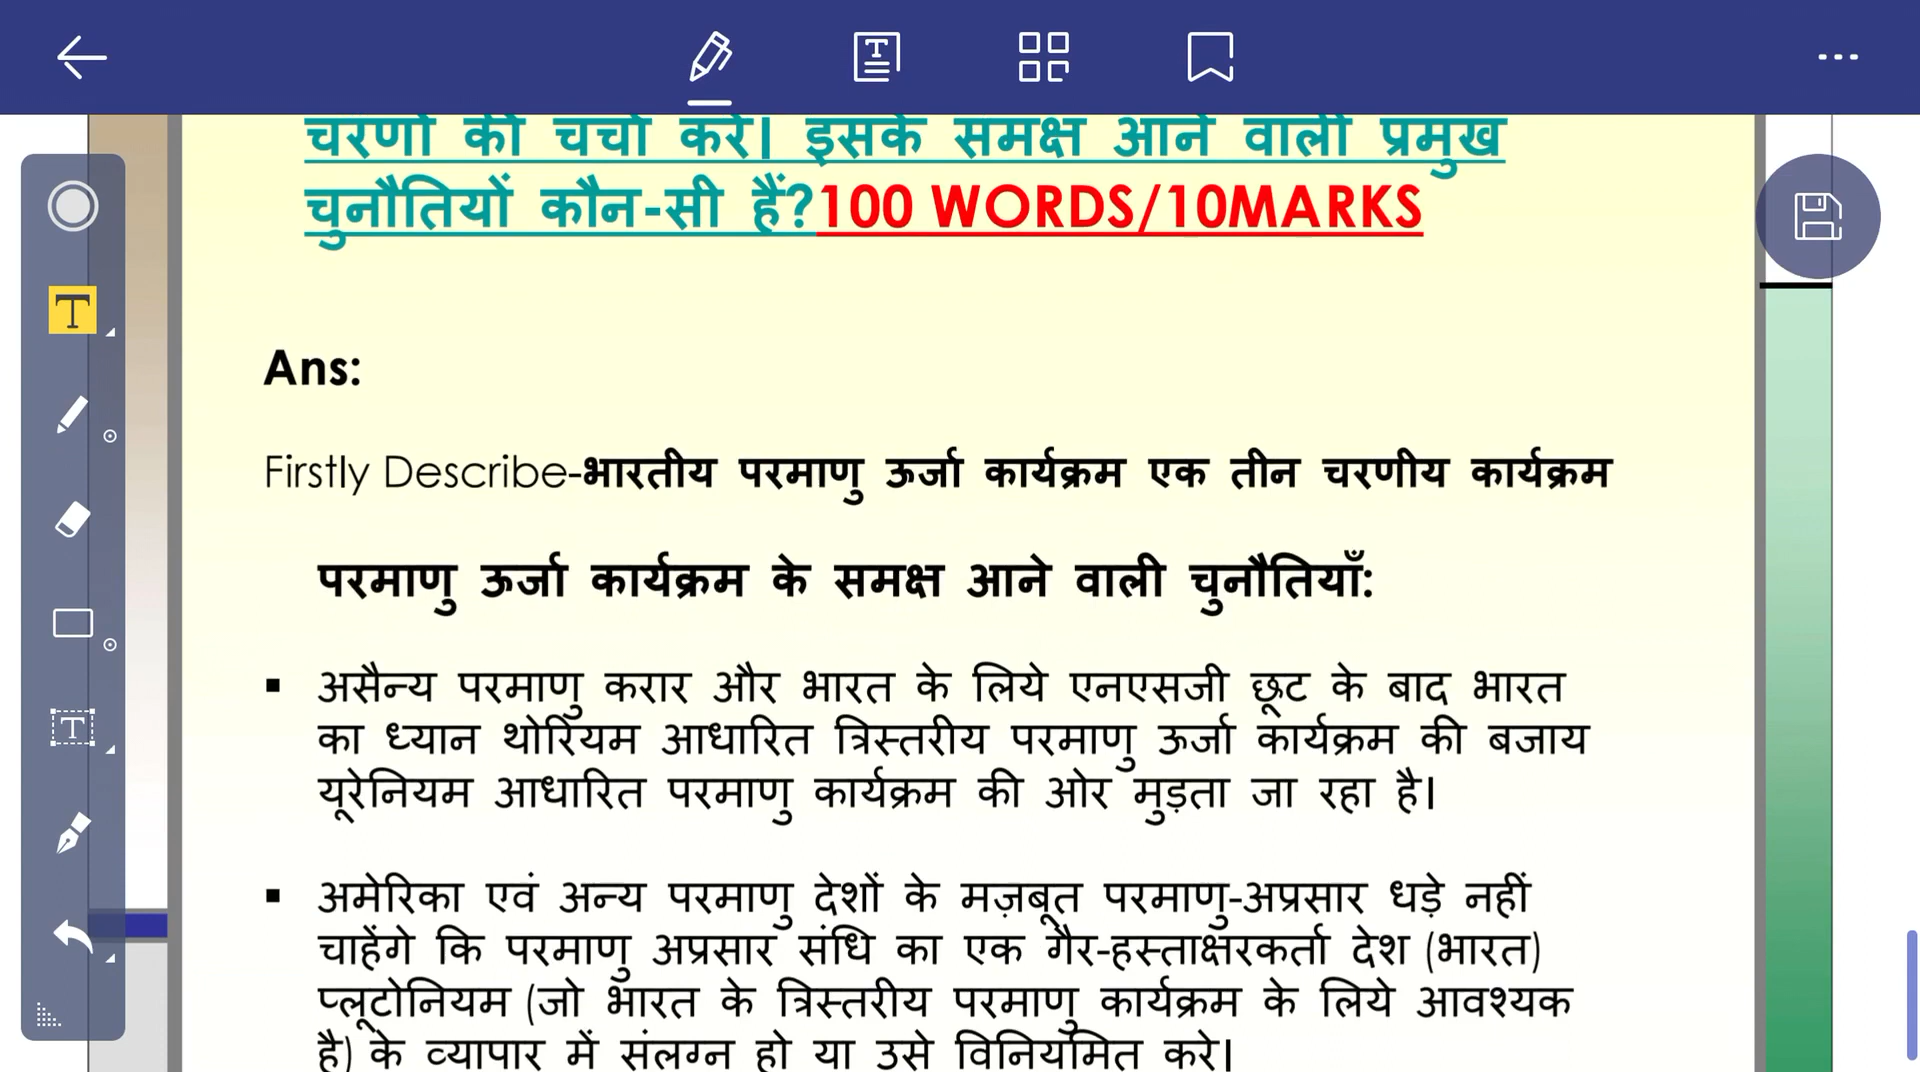 चरणों की चर्चा करें। इसके समक्ष आने वाली प्रमुख
चुनौतियों कौन-सी हैं?100 WORDS/10MARKS
Ans:
Firstly Describe-भारतीय परमाणु ऊर्जा कार्यक्रम एक तीन चरणीय कार्यक्रम
परमाणु ऊर्जा कार्यक्रम के समक्ष आने वाली चुनौतियाँ:
▪ असैन्य परमाणु करार और भारत के लिये एनएसजी छूट के बाद भारत
का ध्यान थोरियम आधारित त्रिस्तरीय परमाणु ऊर्जा कार्यक्रम की बजाय
यूरेनियम आधारित परमाणु कार्यक्रम की ओर मुड़ता जा रहा है।
▪ अमेरिका एवं अन्य परमाणु देशों के मज़बूत परमाणु-अप्रसार धड़े नहीं
चाहेंगे कि परमाणु अप्रसार संधि का एक गैर-हस्ताक्षरकर्ता देश (भारत)
प्लूटोनियम (जो भारत के त्रिस्तरीय परमाणु कार्यक्रम के लिये आवश्यक
है) के व्यापार में संलग्न हो या उसे विनियमित करे।